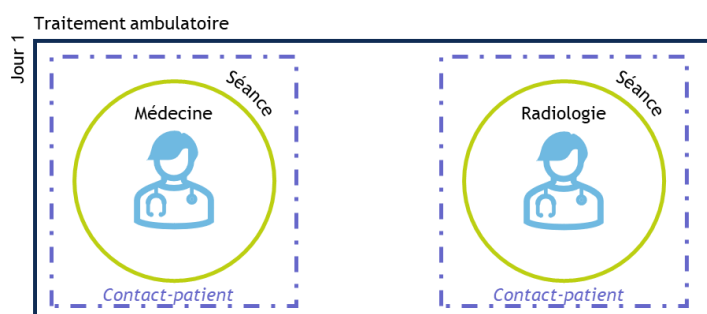 Traitement ambulatoire
Jour 1
Séance
Médecine
Contact-patient
Séance
Radiologie
Contact-patient